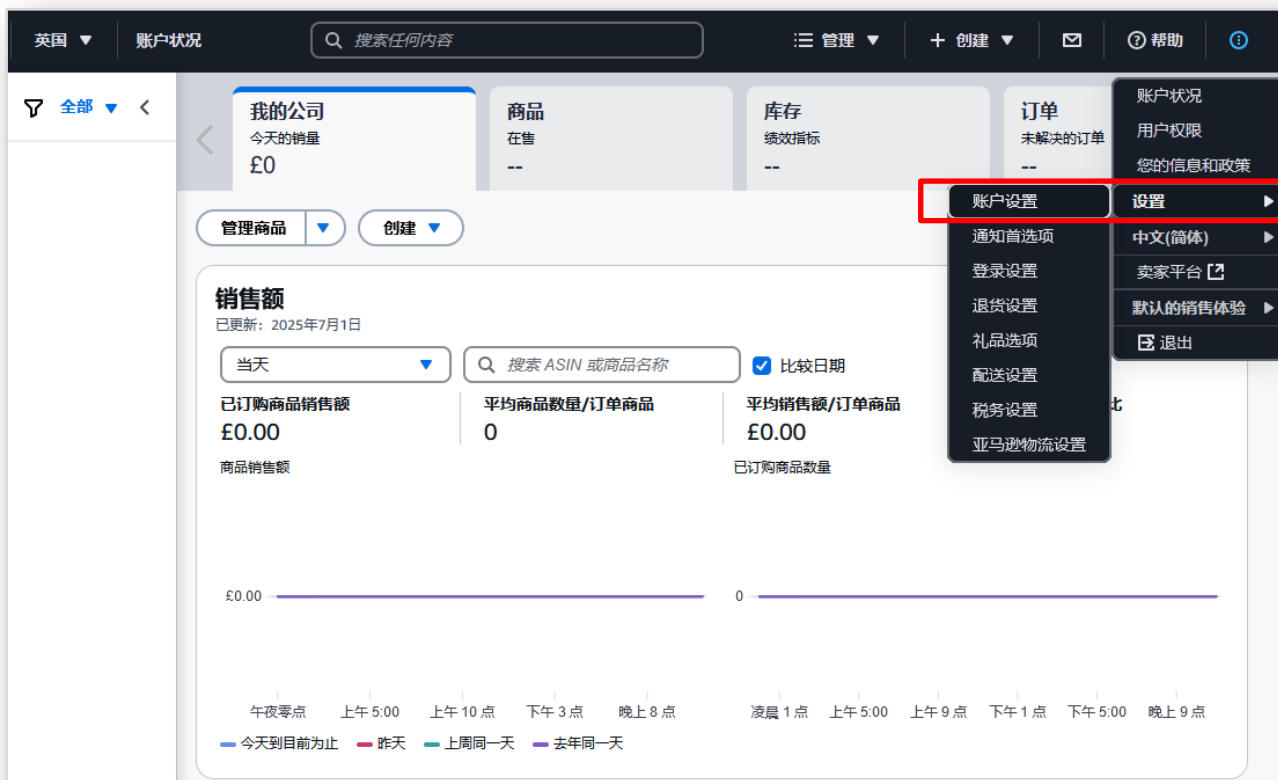 英国 ▼ 账户状况 搜索任何内容 管理 ▼ + 创建 ▼ 帮助
全部 ▼
我的公司
今天的销量
£0
商品
在售
--
库存
绩效指标
--
订单
未解决的订单
--
账户状况
用户权限
您的信息和政策
设置
中文(简体)
卖家平台
默认的销售体验
退出
账户设置
通知首选项
登录设置
退货设置
礼品选项
配送设置
税务设置
亚马逊物流设置
管理商品 ▼ 创建 ▼
销售额
已更新：2025年7月1日
当天 ▼ 搜索 ASIN 或商品名称 比较日期
已订购商品销售额
£0.00
平均商品数量/订单商品
0
平均销售额/订单商品
£0.00
比
商品销售额
£0.00
午夜零点 上午 5:00 上午 10 点 下午 3 点 晚上 8 点
已订购商品数量
0
凌晨 1 点 上午 5:00 上午 9 点 下午 1 点 下午 5:00 晚上 9 点
今天到目前为止 昨天 上周同一天 去年同一天